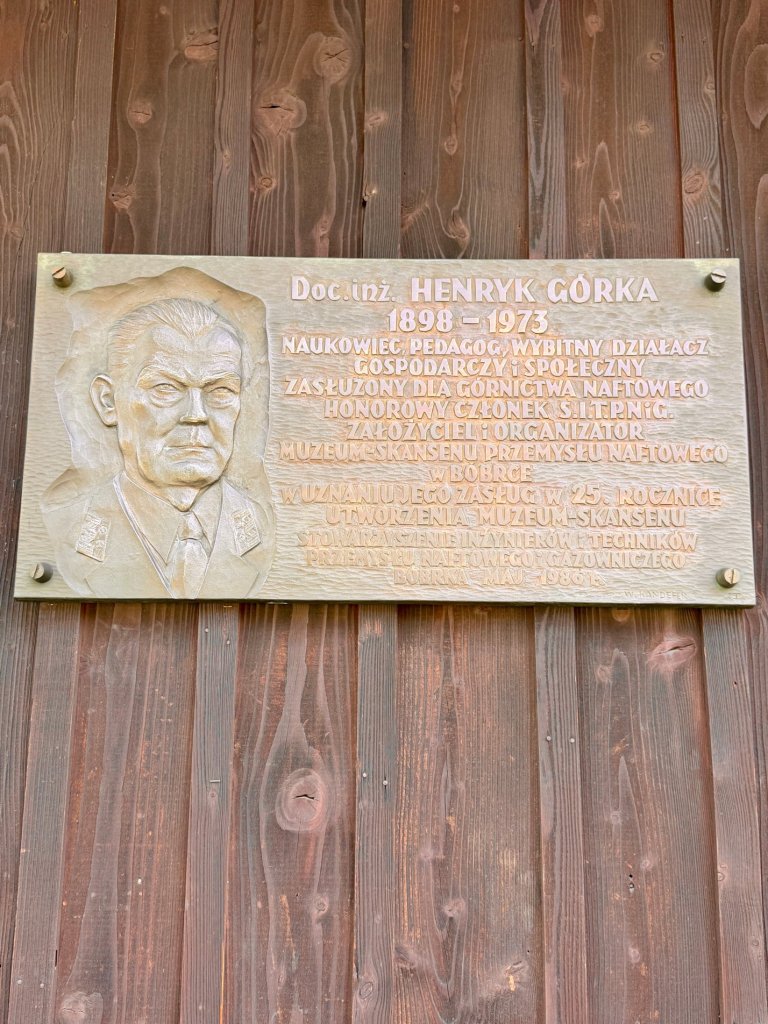 Doc. inż. HENRYK GÓRKA
1898 – 1973
NAUKOWIEC, PEDAGOG, WYBITNY DZIAŁACZ
GOSPODARCZY i SPOŁECZNY
ZASŁUŻONY DLA GÓRNICTWA NAFTOWEGO
HONOROWY CZŁONEK S.I.T.P.N.i G.
ZAŁOŻYCIEL i ORGANIZATOR
MUZEUM-SKANSENU PRZEMYSŁU NAFTOWEGO
w BÓBRCE
W UZNANIU JEGO ZASŁUG W 25. ROCZNICĘ
UTWORZENIA MUZEUM-SKANSENU
STOWARZYSZENIE INŻYNIERÓW i TECHNIKÓW
PRZEMYSŁU NAFTOWEGO i GAZOWNICZEGO
MAJ 1986 r.